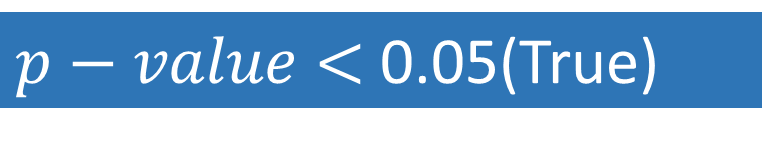 p − value < 0.05(True)